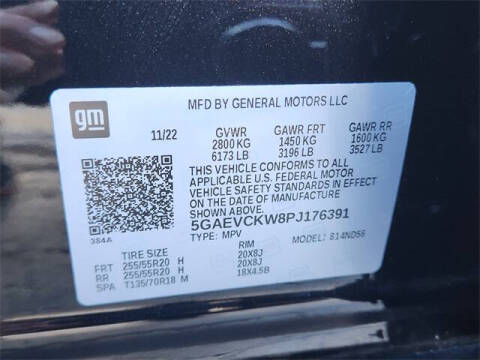 gm
MFD BY GENERAL MOTORS LLC
11/22 GVWR GAWR FRT GAWR RR
2800 KG 1450 KG 1600 KG
6173 LB 3196 LB 3527 LB
THIS VEHICLE CONFORMS TO ALL
APPLICABLE U.S. FEDERAL MOTOR
VEHICLE SAFETY STANDARDS IN EFFECT
ON THE DATE OF MANUFACTURE
SHOWN ABOVE.
5GAEVCKW8PJ176391
384A
TYPE: MPV MODEL: 814ND56
TIRE SIZE RIM
FRT 255/55R20 H 20X8J
RR 255/55R20 H 20X8J
SPA T135/70R18 M 18X4.5B